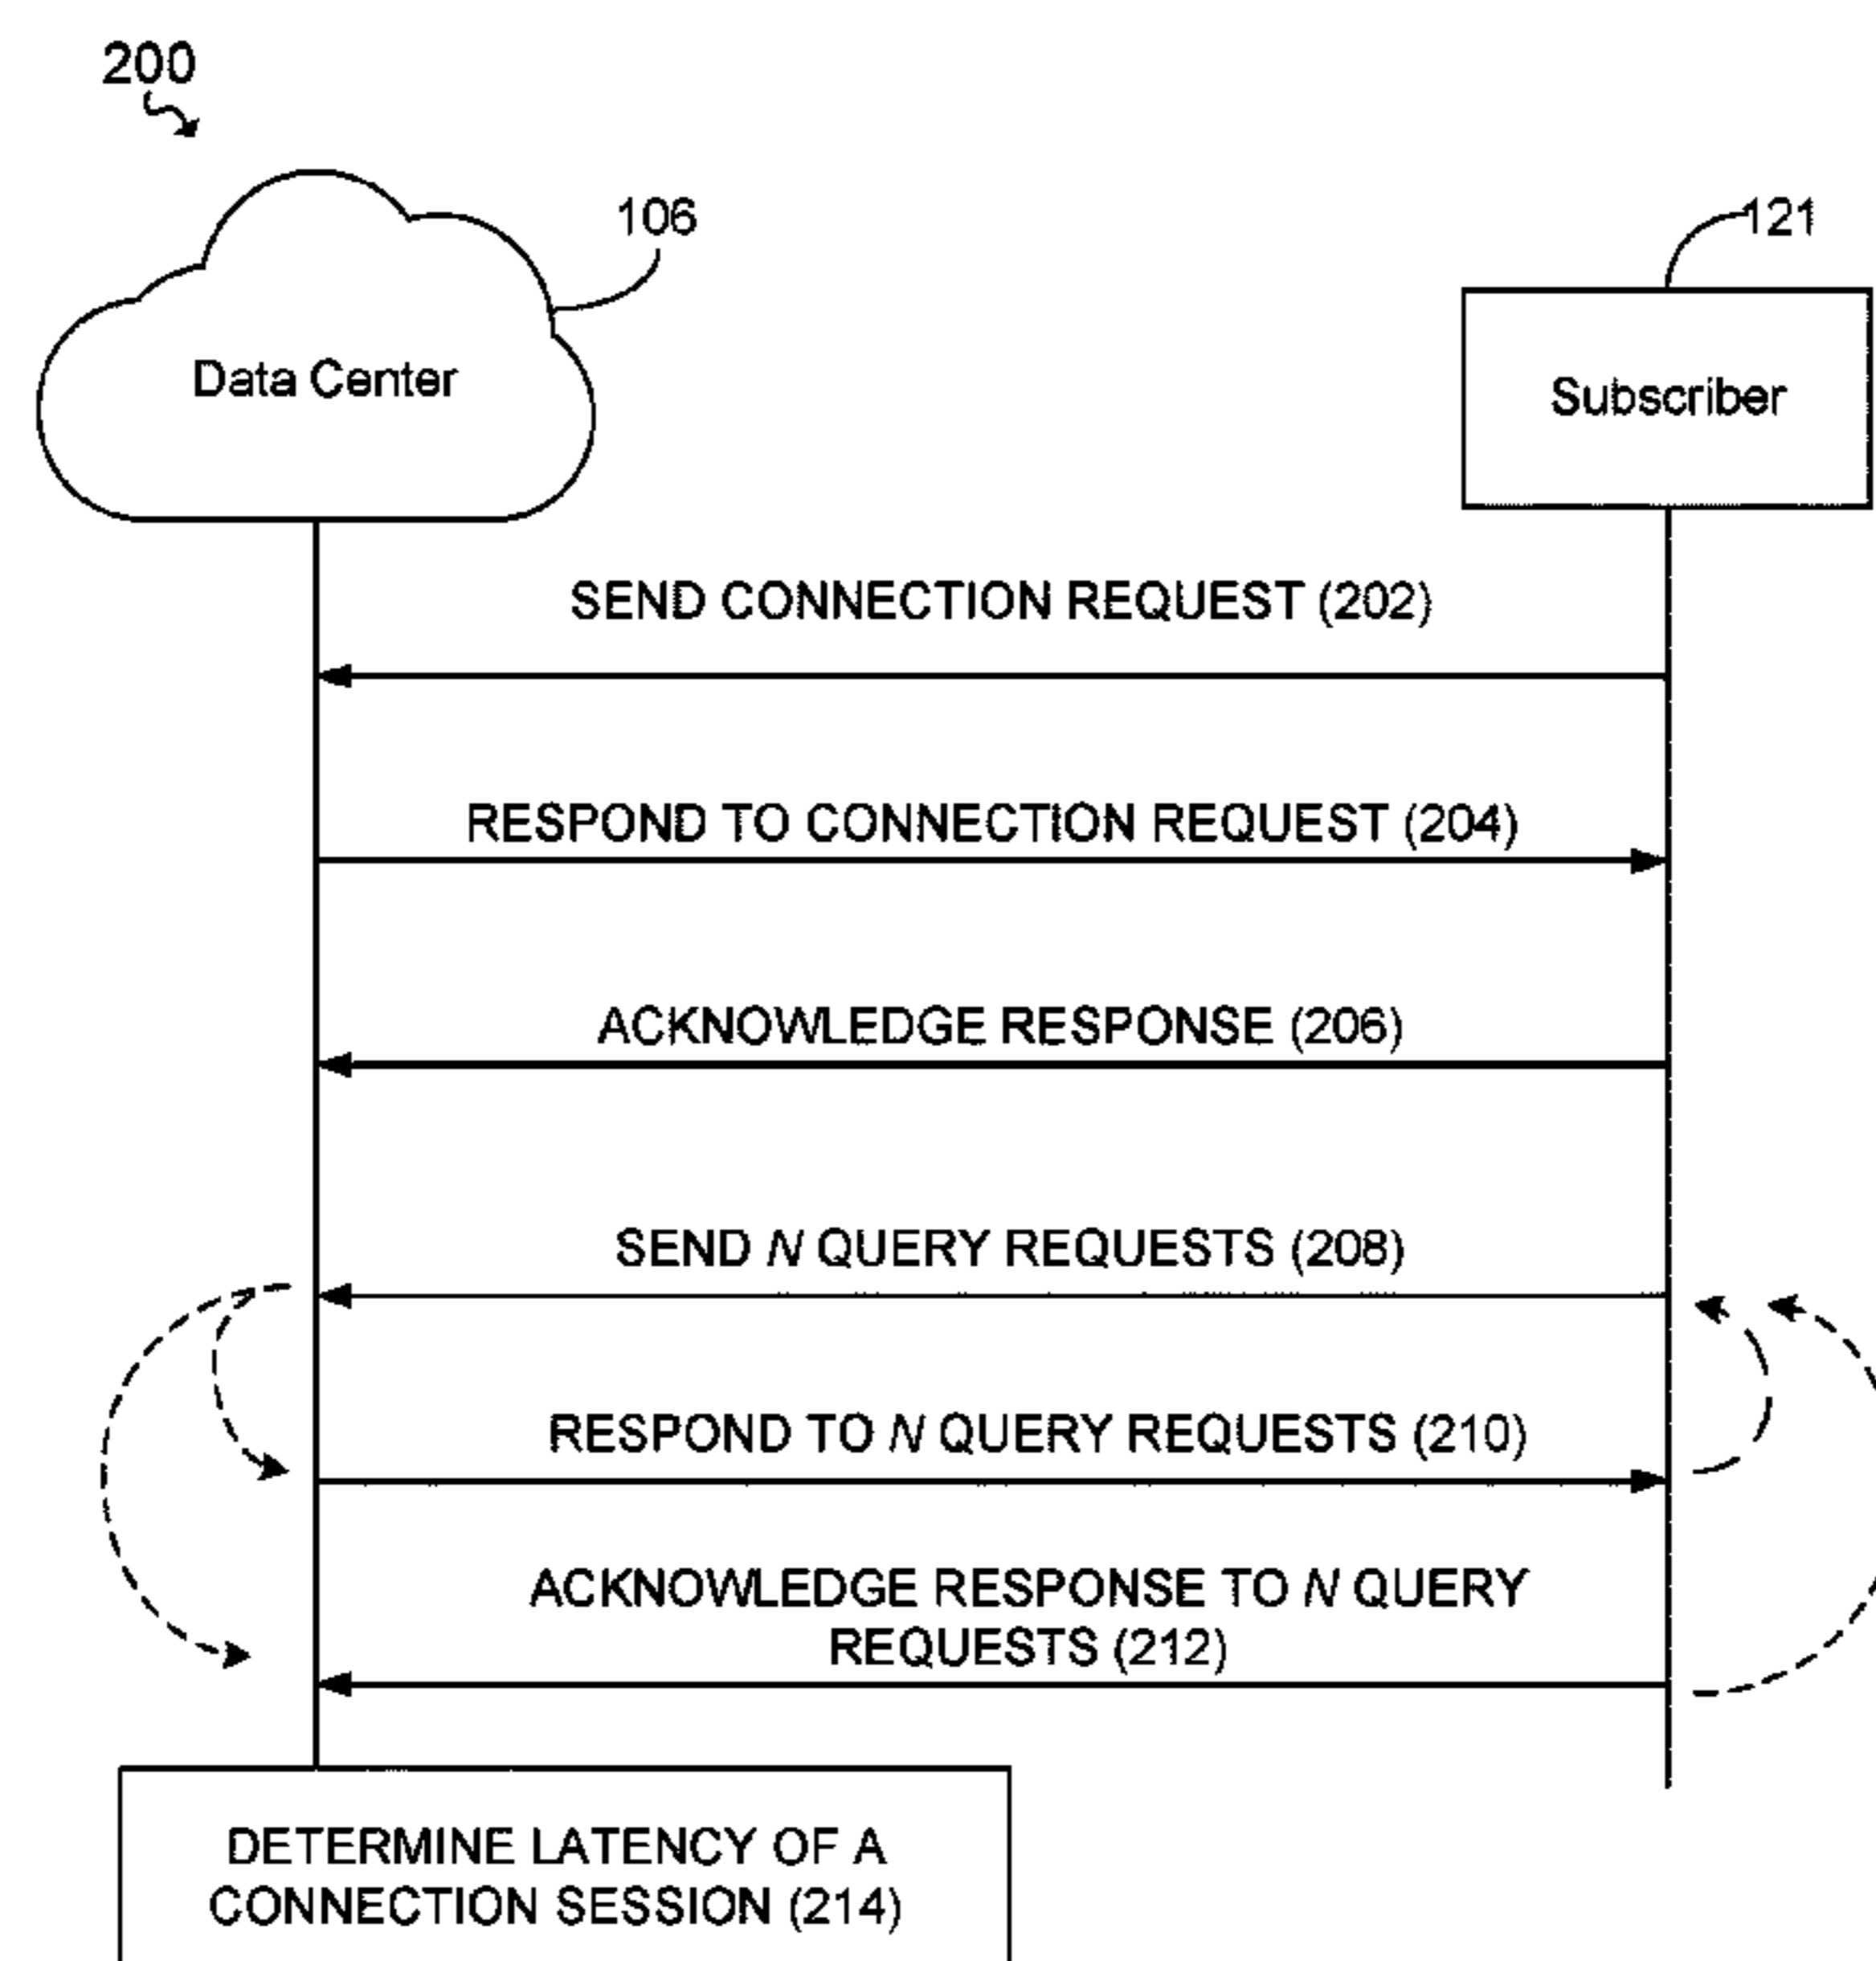 200
106
121
Data Center
Subscriber
SEND CONNECTION REQUEST (202)
RESPOND TO CONNECTION REQUEST (204)
ACKNOWLEDGE RESPONSE (206)
SEND N QUERY REQUESTS (208)
RESPOND TO N QUERY REQUESTS (210)
ACKNOWLEDGE RESPONSE TO N QUERY
REQUESTS (212)
DETERMINE LATENCY OF A
CONNECTION SESSION (214)